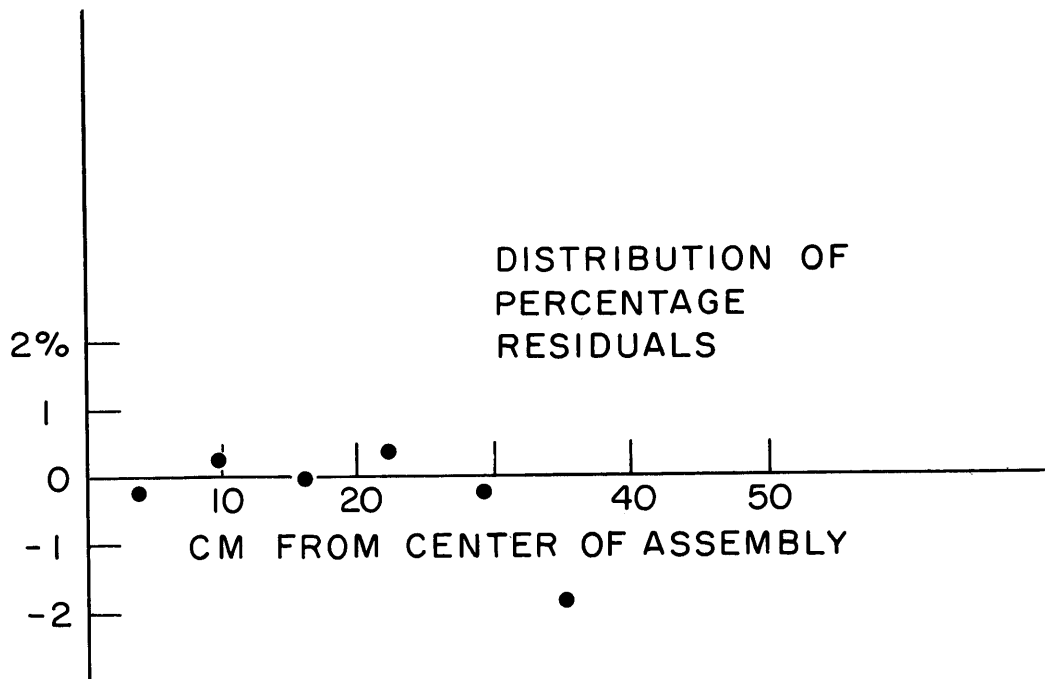 DISTRIBUTION OF
PERCENTAGE
RESIDUALS
2%
1
0
10
20
40
50
-1
CM FROM CENTER OF ASSEMBLY
-2